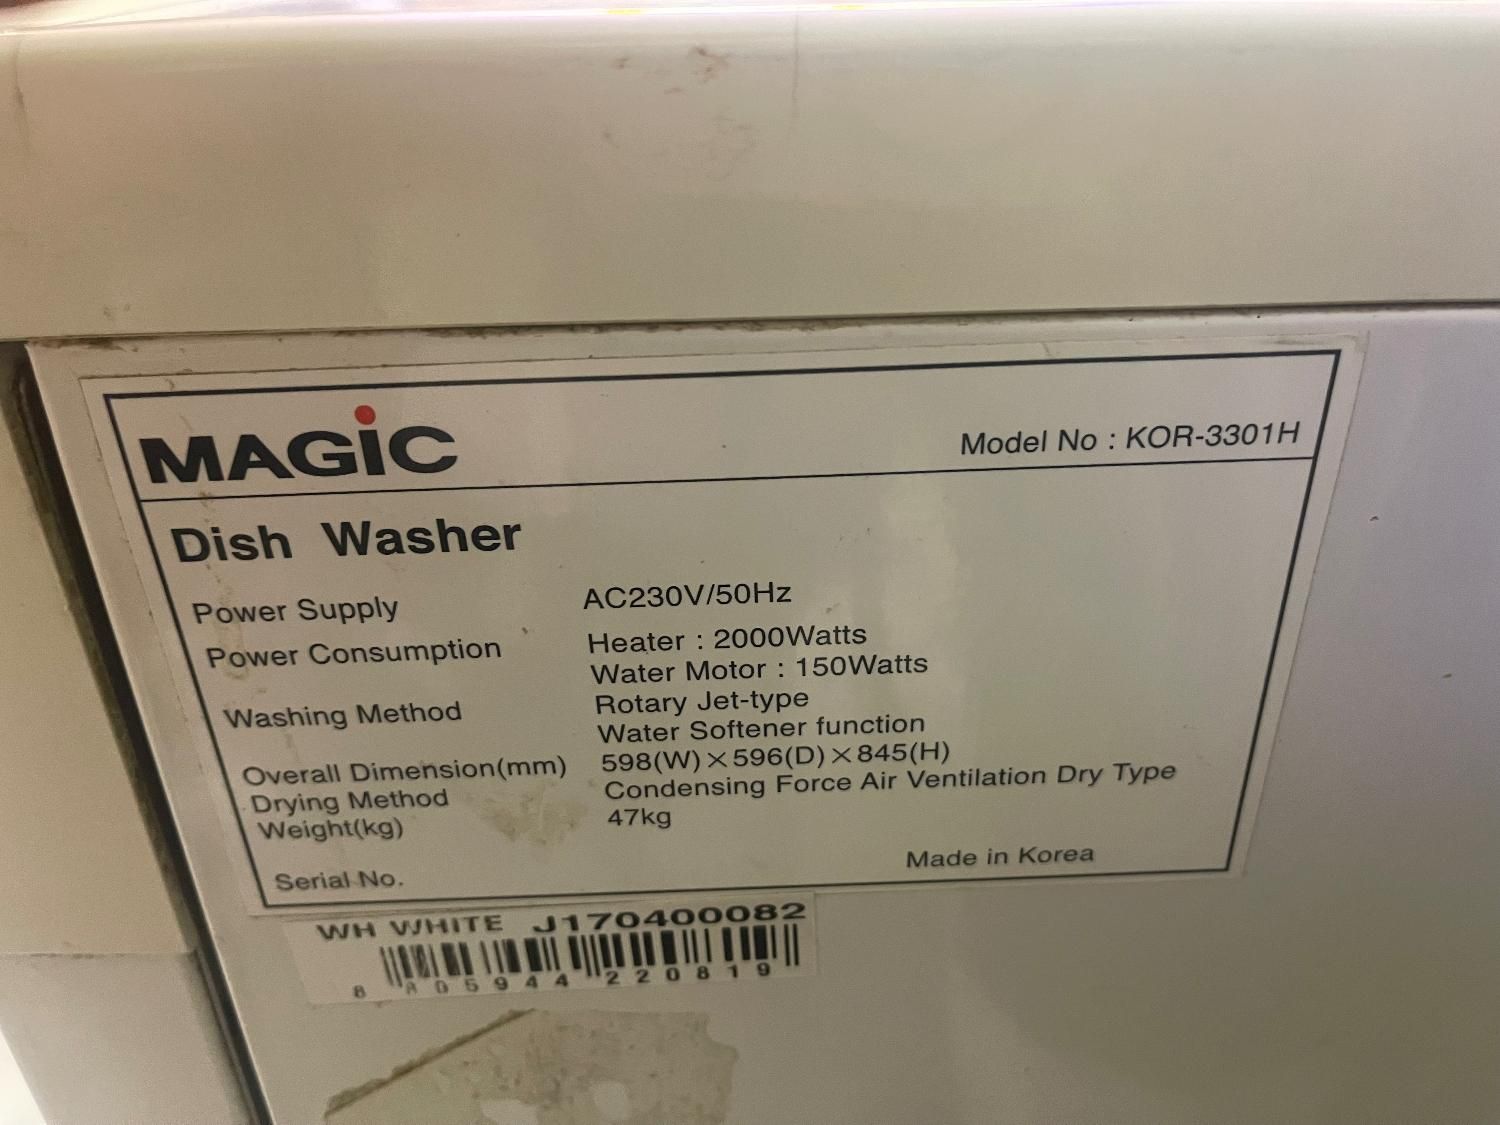 MAGiC
Model No : KOR-3301H
Dish Washer
Power Supply AC230V/50Hz
Power Consumption Heater : 2000Watts
Water Motor : 150Watts
Washing Method Rotary Jet-type
Water Softener function
Overall Dimension(mm) 598(W)×596(D)×845(H)
Drying Method Condensing Force Air Ventilation Dry Type
Weight(kg) 47kg
Made in Korea
Serial No.
WH WHITE J170400082
8 805944 220819